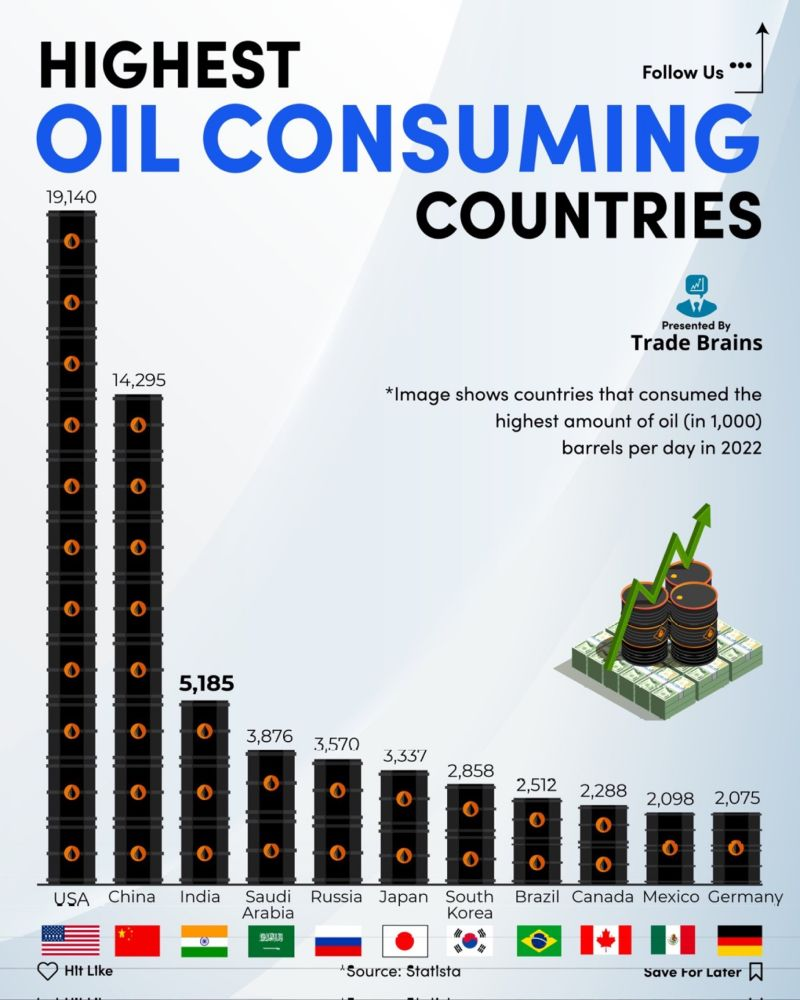 HIGHEST
Follow Us
OIL CONSUMING
COUNTRIES
Presented By
Trade Brains
*Image shows countries that consumed the
highest amount of oil (in 1,000)
barrels per day in 2022
19,140
14,295
5,185
3,876
3,570
3,337
2,858
2,512
2,288
2,098
2,075
USA
China
India
Saudi
Arabia
Russia
Japan
South
Korea
Brazil
Canada
Mexico
Germany
Hit Like
*Source: Statista
Save For Later